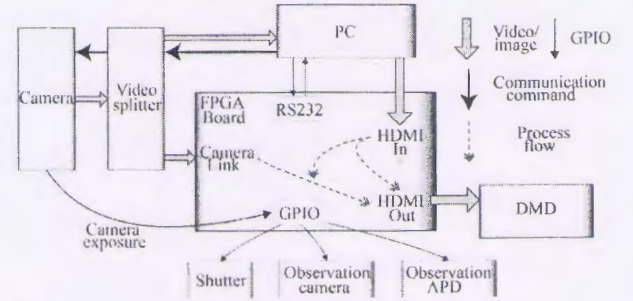 PC
Video/
image
GPIO
Camera
Video
splitter
FPGA
Board
RS232
Communication
command
Camera
Link
HDMI
In
Process
flow
HDMI
Out
DMD
GPIO
Camera
exposure
Shutter
Observation
camera
Observation
APD